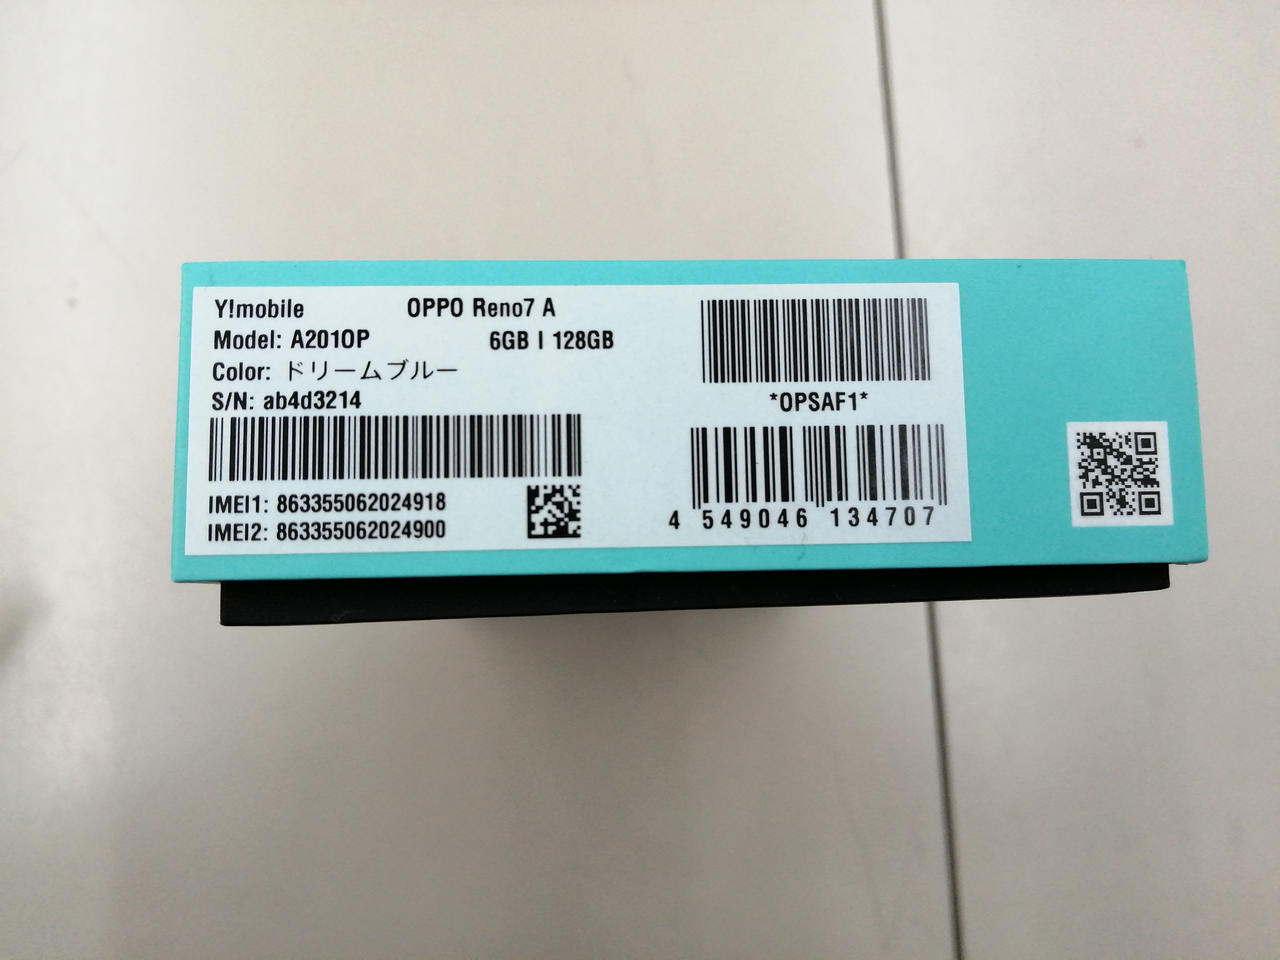 Y!mobile OPPO Reno7 A
Model: A201OP 6GB | 128GB
Color: ドリームブルー
S/N: ab4d3214
IMEI1: 863355062024918
IMEI2: 863355062024900
*OPSAF1*
4 549046 134707